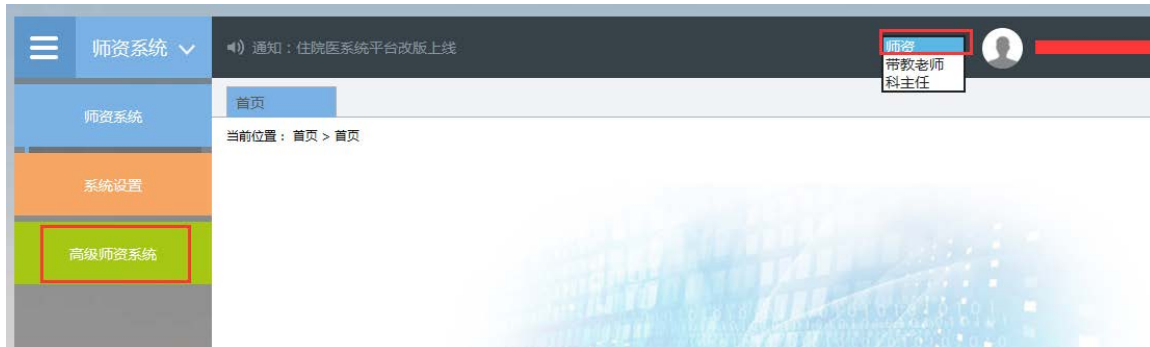 师资系统
通知：住院医系统平台改版上线
师资
带教老师
科主任
师资系统
首页
当前位置： 首页 > 首页
系统设置
高级师资系统